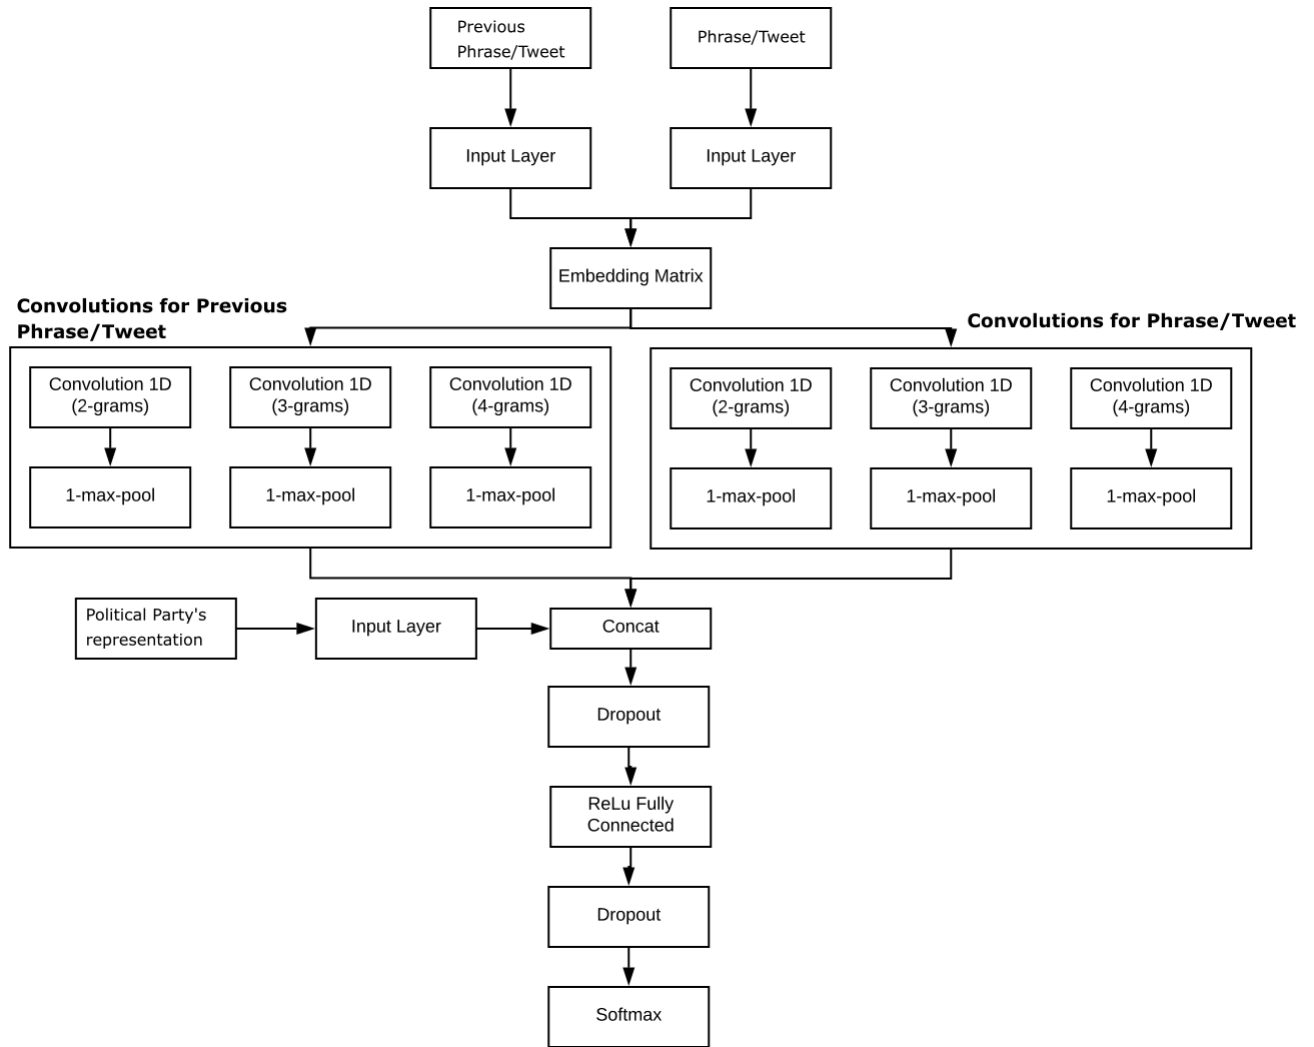 Previous
Phrase/Tweet
Phrase/Tweet
Input Layer
Input Layer
Embedding Matrix
Convolutions for Previous
Phrase/Tweet
Convolutions for Phrase/Tweet
Convolution 1D
(2-grams)
Convolution 1D
(3-grams)
Convolution 1D
(4-grams)
Convolution 1D
(2-grams)
Convolution 1D
(3-grams)
Convolution 1D
(4-grams)
1-max-pool
1-max-pool
1-max-pool
1-max-pool
1-max-pool
1-max-pool
Political Party's
representation
Input Layer
Concat
Dropout
ReLu Fully
Connected
Dropout
Softmax